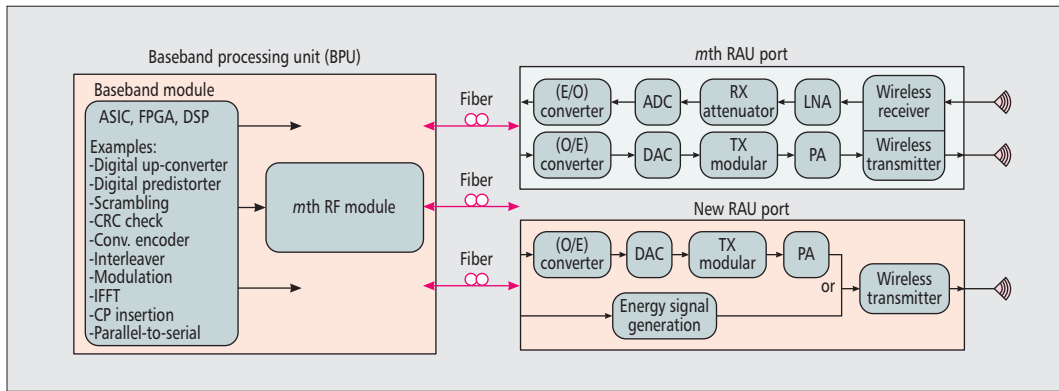 Baseband processing unit (BPU)
Baseband module
ASIC, FPGA, DSP
Examples:
-Digital up-converter
-Digital predistorter
-Scrambling
-CRC check
-Conv. encoder
-Interleaver
-Modulation
-IFFT
-CP insertion
-Parallel-to-serial
mth RF module
Fiber
Fiber
Fiber
mth RAU port
(E/O)
converter
ADC
RX
attenuator
LNA
Wireless
receiver
(O/E)
converter
DAC
TX
modular
PA
Wireless
transmitter
New RAU port
(O/E)
converter
DAC
TX
modular
PA
or
Energy signal
generation
Wireless
transmitter